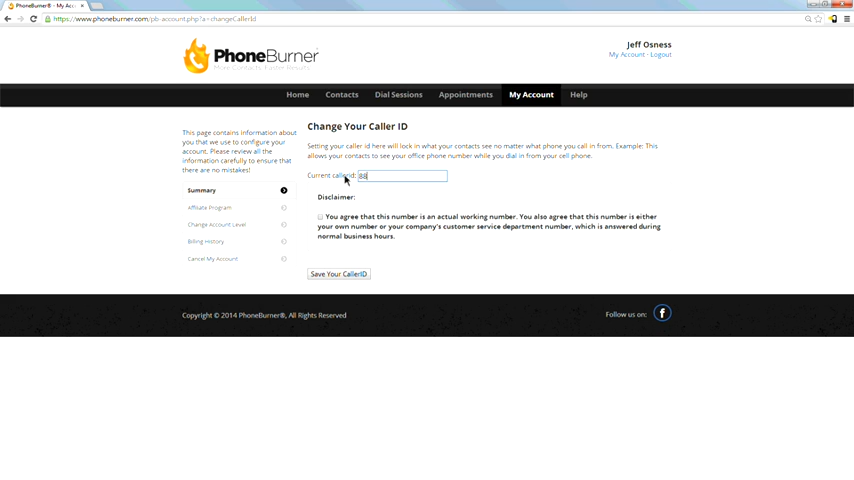 PhoneBurner® - My Acc
https://www.phoneburner.com/pb-account.php?a=changeCallerId
PhoneBurner
More Contacts. Faster Results.
Jeff Osness
My Account - Logout
Home Contacts Dial Sessions Appointments My Account Help
This page contains information about
you that we use to configure your
account. Please review all the
information carefully to ensure that
there are no mistakes!
Summary
Affiliate Program
Change Account Level
Billing History
Cancel My Account
Change Your Caller ID
Setting your caller id here will lock in what your contacts see no matter what phone you call in from. Example: This
allows your contacts to see your office phone number while you dial in from your cell phone.
Current callerid: 88
Disclaimer:
You agree that this number is an actual working number. You also agree that this number is either
your own number or your company's customer service department number, which is answered during
normal business hours.
Save Your CallerID
Copyright © 2014 PhoneBurner®, All Rights Reserved
Follow us on:
f